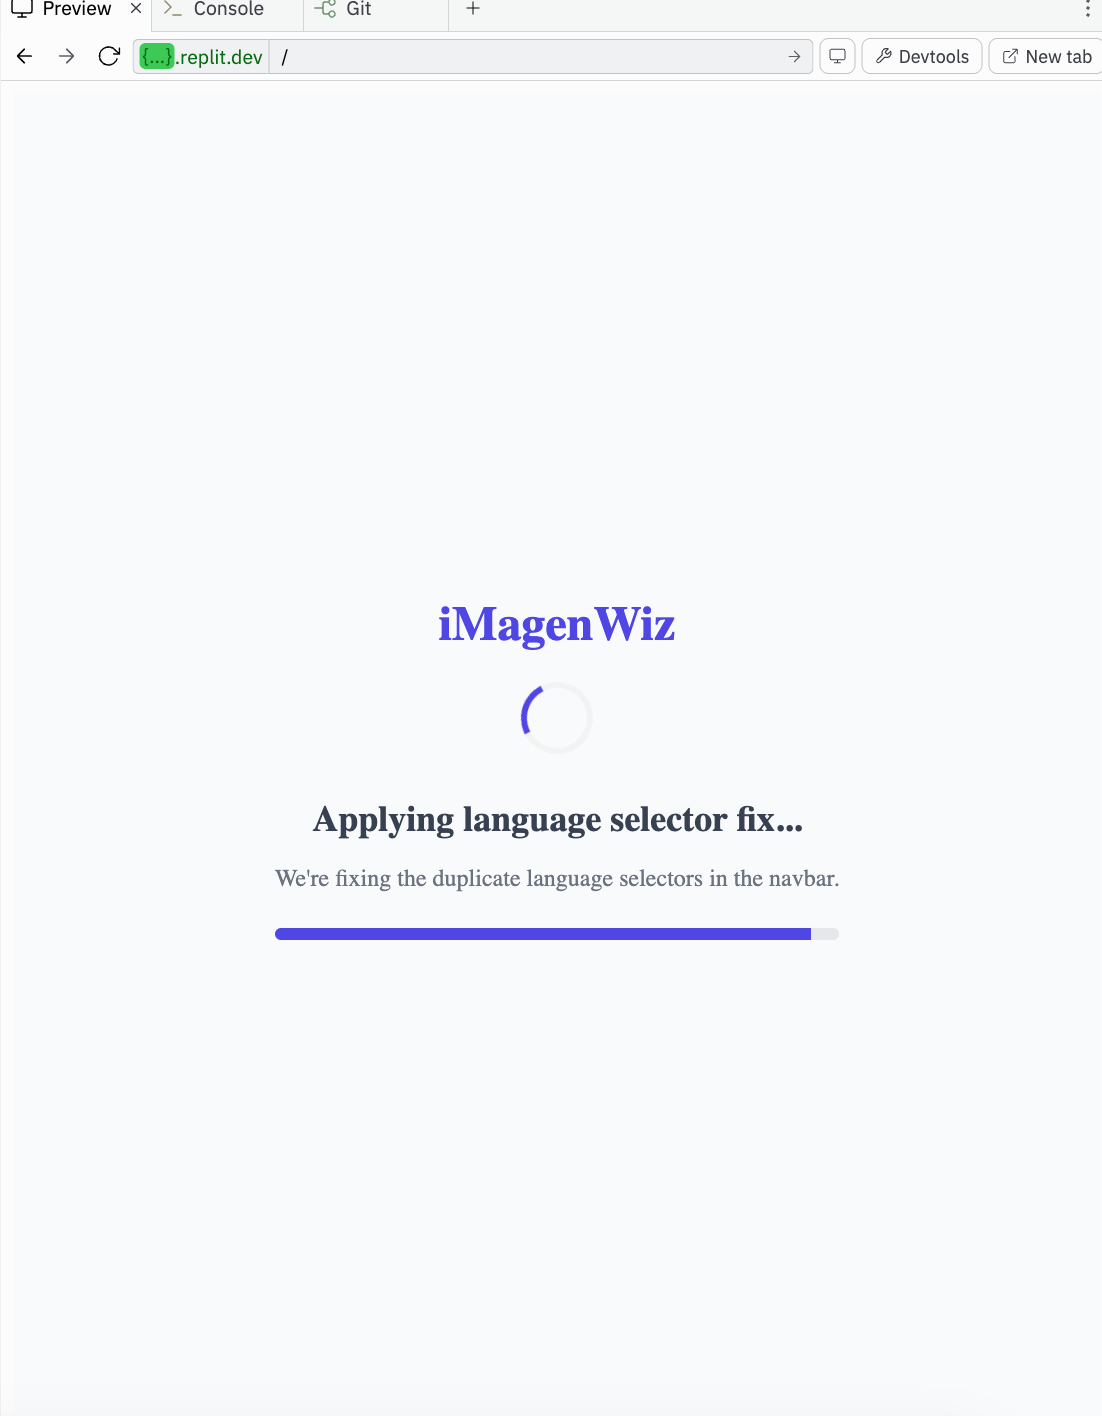 Preview Console Git
{...}.replit.dev / Devtools New tab
iMagenWiz
Applying language selector fix...
We're fixing the duplicate language selectors in the navbar.